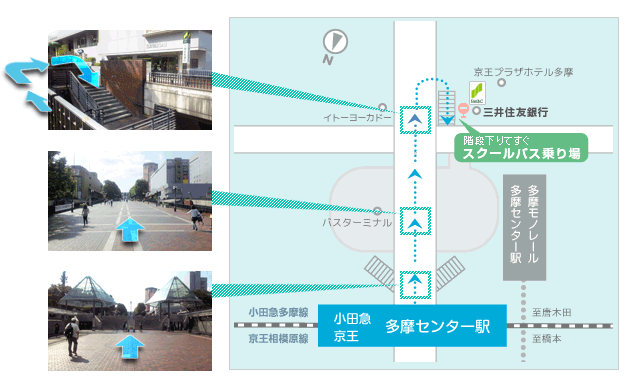 N
京王プラザホテル多摩
三井住友銀行
イトーヨーカドー
階段下りてすぐ
スクールバス乗り場
バスターミナル
多摩モノレール
多摩センター駅
小田急多摩線
京王相模原線
小田急
京王
多摩センター駅
至唐木田
至橋本